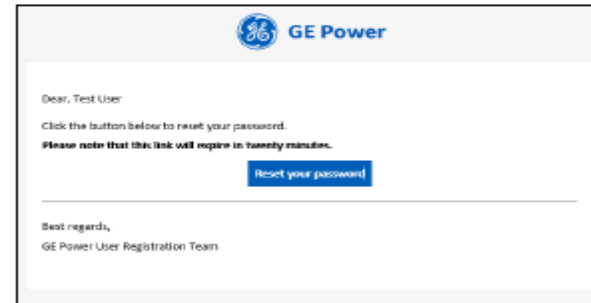 GE Power
Dear, Test User
Click the button below to reset your password.
Please note that this link will expire in twenty minutes.
Reset your password
Best regards,
GE Power User Registration Team